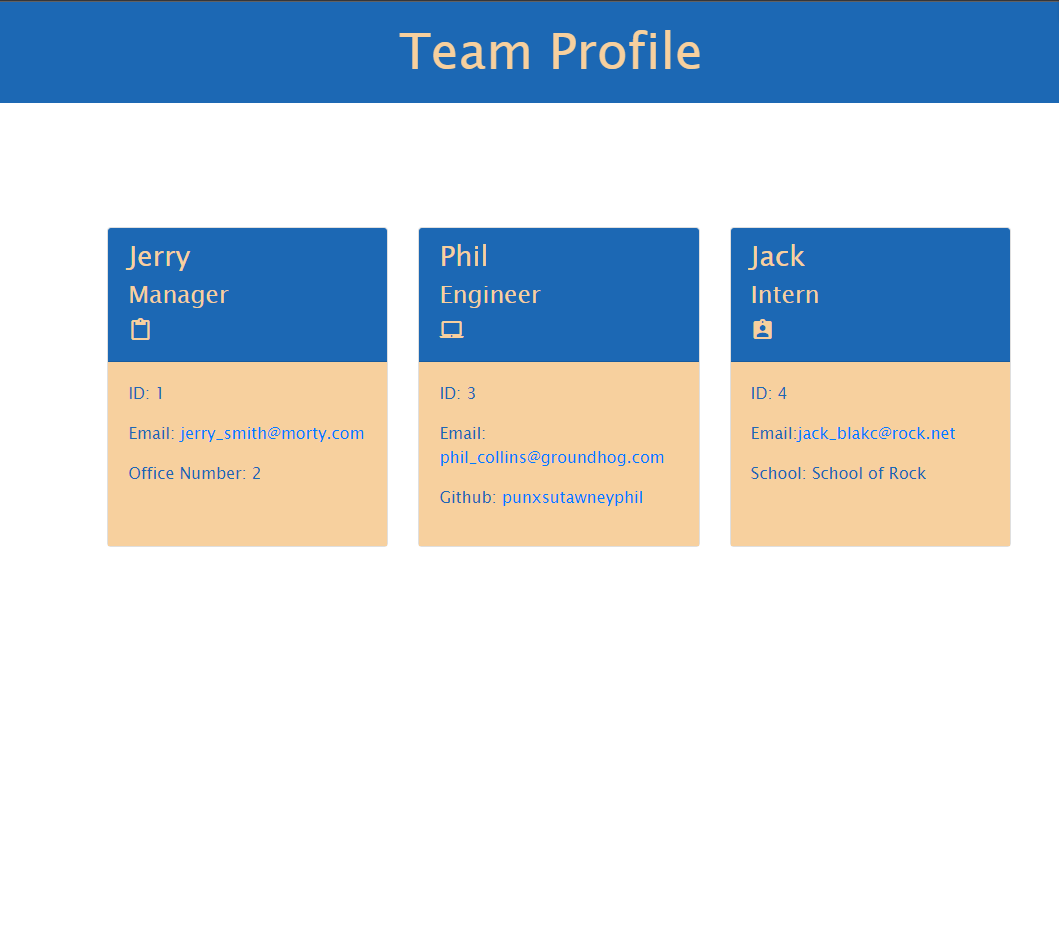 Team Profile
Jerry
Manager
ID: 1
Email: jerry_smith@morty.com
Office Number: 2
Phil
Engineer
ID: 3
Email:
phil_collins@groundhog.com
Github: punxsutawneyphil
Jack
Intern
ID: 4
Email:jack_blakc@rock.net
School: School of Rock